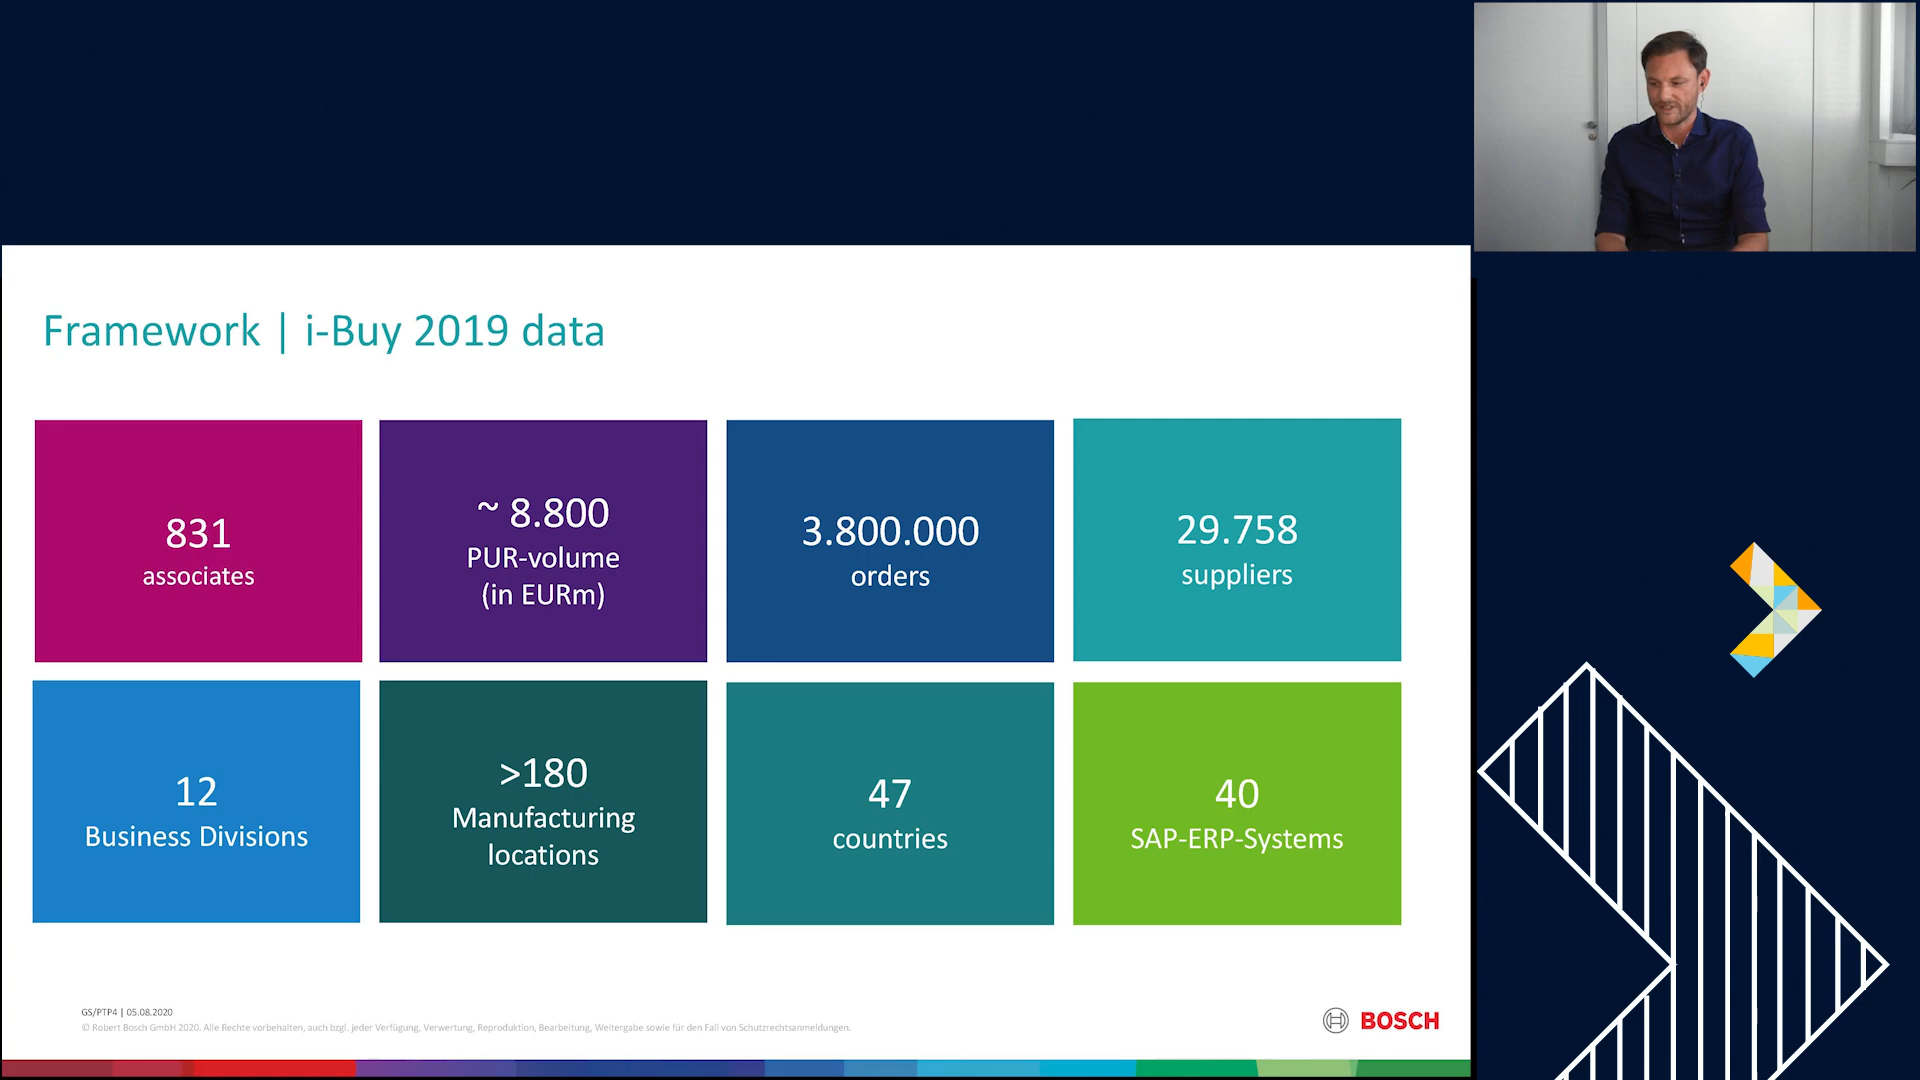 Framework | i-Buy 2019 data
831
associates
~ 8.800
PUR-volume
(in EURm)
3.800.000
orders
29.758
suppliers
12
Business Divisions
>180
Manufacturing
locations
47
countries
40
SAP-ERP-Systems
GS/PTP4 | 05.08.2020
© Robert Bosch GmbH 2020. Alle Rechte vorbehalten, auch bzgl. jeder Verfügung, Verwertung, Reproduktion, Bearbeitung, Weitergabe sowie für den Fall von Schutzrechtsanmeldungen.
BOSCH